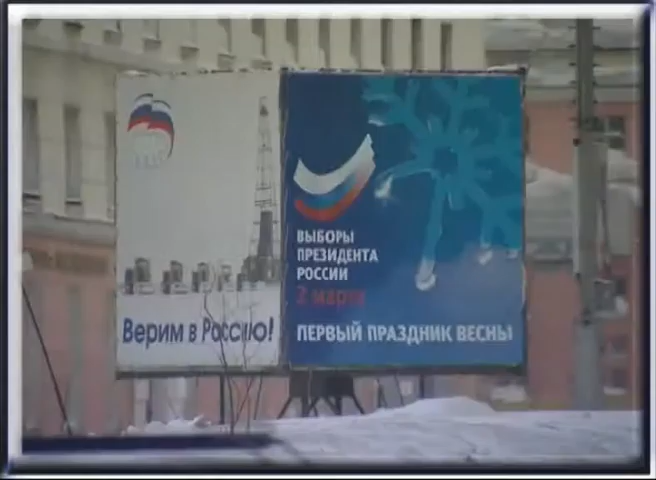 Верим в Россию!
ВЫБОРЫ
ПРЕЗИДЕНТА
РОССИИ
2 марта
ПЕРВЫЙ ПРАЗДНИК ВЕСНЫ